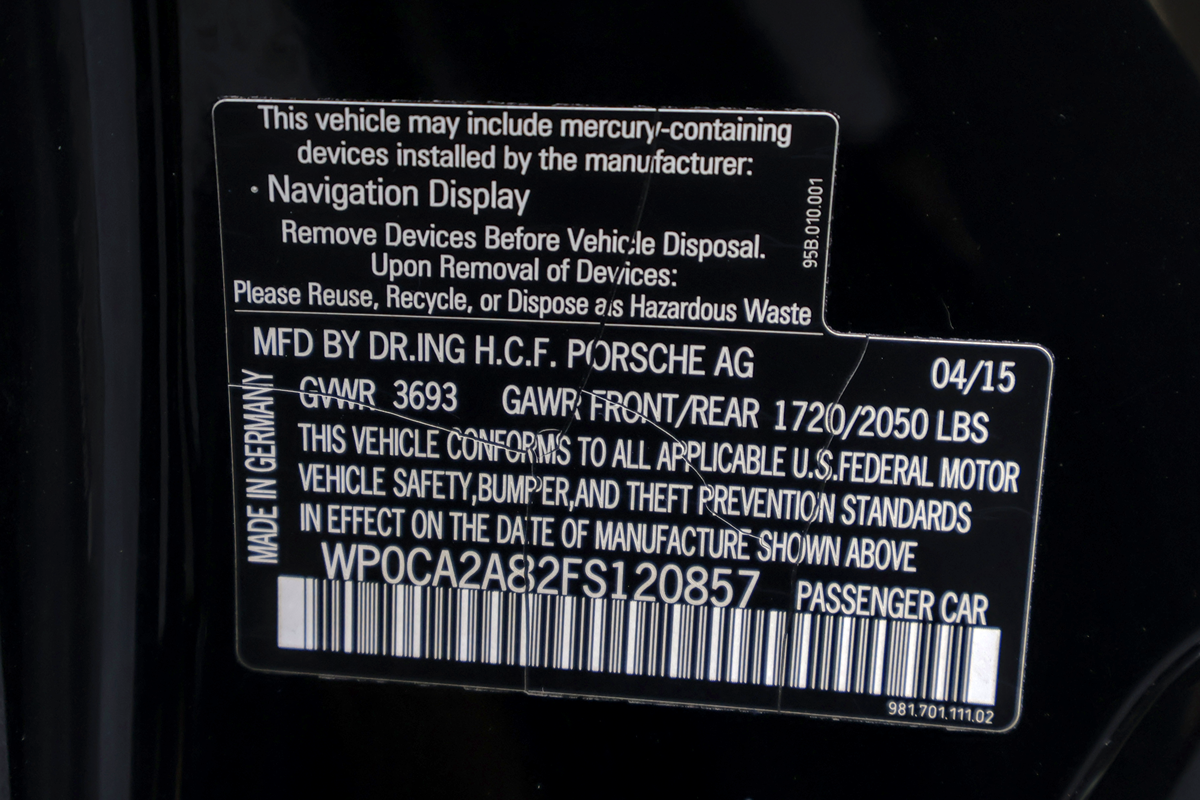 This vehicle may include mercury-containing
devices installed by the manufacturer:
· Navigation Display
Remove Devices Before Vehicle Disposal.
Upon Removal of Devices:
Please Reuse, Recycle, or Dispose as Hazardous Waste
95B.010.001
MFD BY DR.ING H.C.F. PORSCHE AG 04/15
GVWR 3693 GAWR FRONT/REAR 1720/2050 LBS
THIS VEHICLE CONFORMS TO ALL APPLICABLE U.S.FEDERAL MOTOR
VEHICLE SAFETY,BUMPER,AND THEFT PREVENTION STANDARDS
IN EFFECT ON THE DATE OF MANUFACTURE SHOWN ABOVE
MADE IN GERMANY
WP0CA2A82FS120857 PASSENGER CAR
981.701.111.02